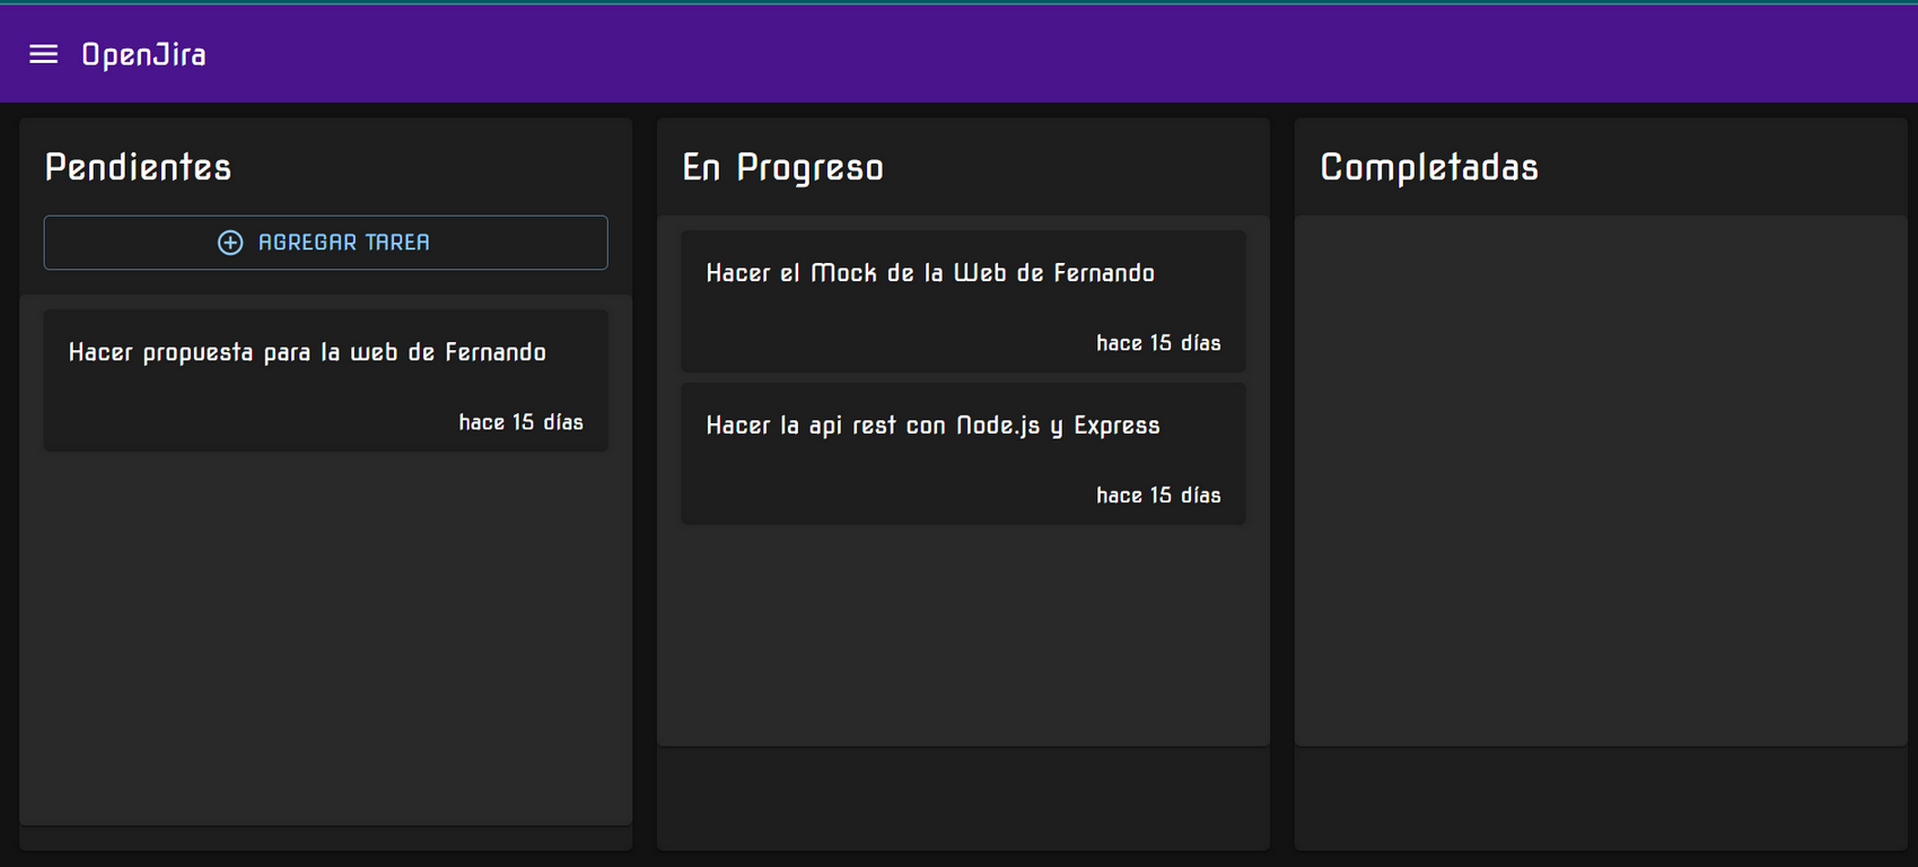 OpenJira
Pendientes
AGREGAR TAREA
Hacer propuesta para la web de Fernando
hace 15 días
En Progreso
Hacer el Mock de la Web de Fernando
hace 15 días
Hacer la api rest con Node.js y Express
hace 15 días
Completadas